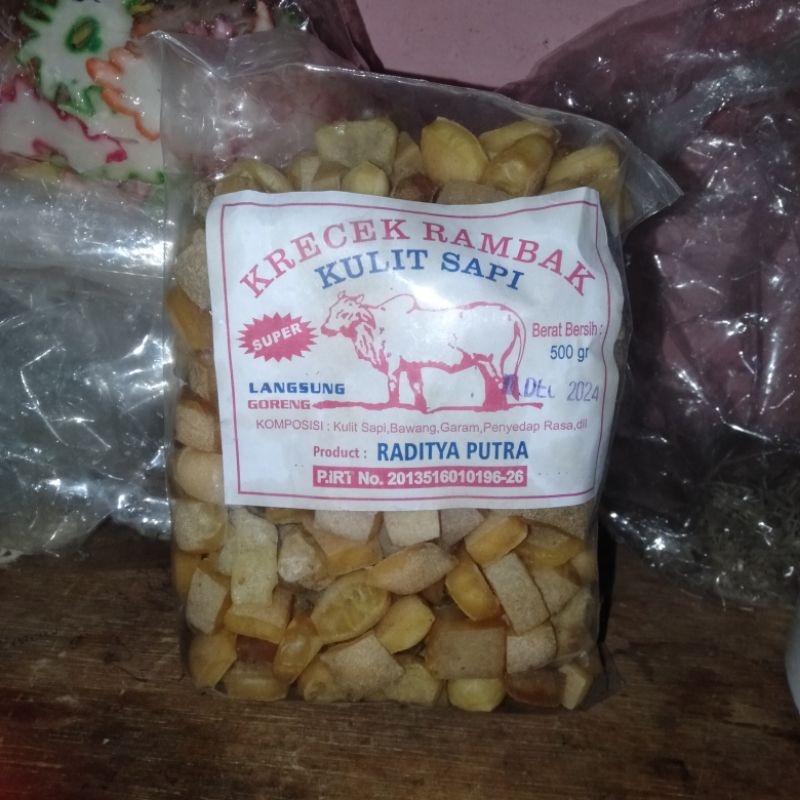 KRECEK RAMBAK
KULIT SAPI
SUPER
Berat Bersih :
500 gr
DEC 2024
LANGSUNG
GORENG
KOMPOSISI : Kulit Sapi,Bawang,Garam,Penyedap Rasa,dll
Product : RADITYA PUTRA
P.IRT No. 2013516010196-26